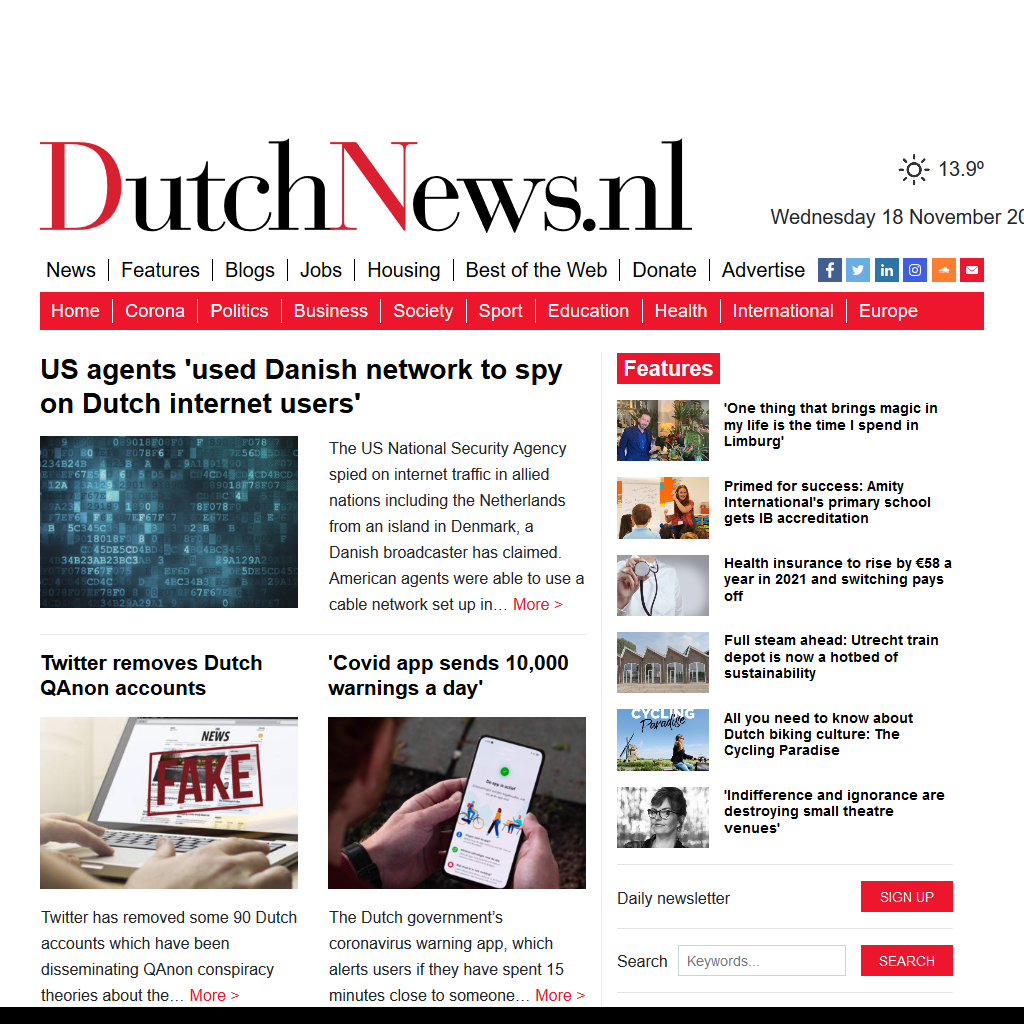 DutchNews.nl
13.9º
Wednesday 18 November 20
News Features Blogs Jobs Housing Best of the Web Donate Advertise
Home Corona Politics Business Society Sport Education Health International Europe
US agents 'used Danish network to spy
on Dutch internet users'
The US National Security Agency
spied on internet traffic in allied
nations including the Netherlands
from an island in Denmark, a
Danish broadcaster has claimed.
American agents were able to use a
cable network set up in… More >
Twitter removes Dutch
QAnon accounts
NEWS
FAKE
Twitter has removed some 90 Dutch
accounts which have been
disseminating QAnon conspiracy
theories about the… More >
'Covid app sends 10,000
warnings a day'
De app is actief
The Dutch government’s
coronavirus warning app, which
alerts users if they have spent 15
minutes close to someone… More >
Features
'One thing that brings magic in
my life is the time I spend in
Limburg'
Primed for success: Amity
International's primary school
gets IB accreditation
Health insurance to rise by €58 a
year in 2021 and switching pays
off
Full steam ahead: Utrecht train
depot is now a hotbed of
sustainability
CYCLING
Paradise
All you need to know about
Dutch biking culture: The
Cycling Paradise
'Indifference and ignorance are
destroying small theatre
venues'
Daily newsletter SIGN UP
Search Keywords... SEARCH